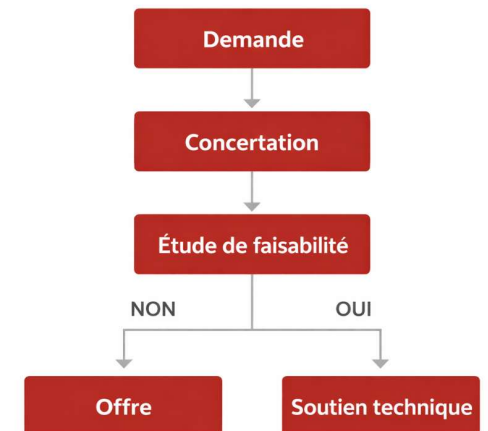 Demande
Concertation
Étude de faisabilité
NON
OUI
Offre
Soutien technique